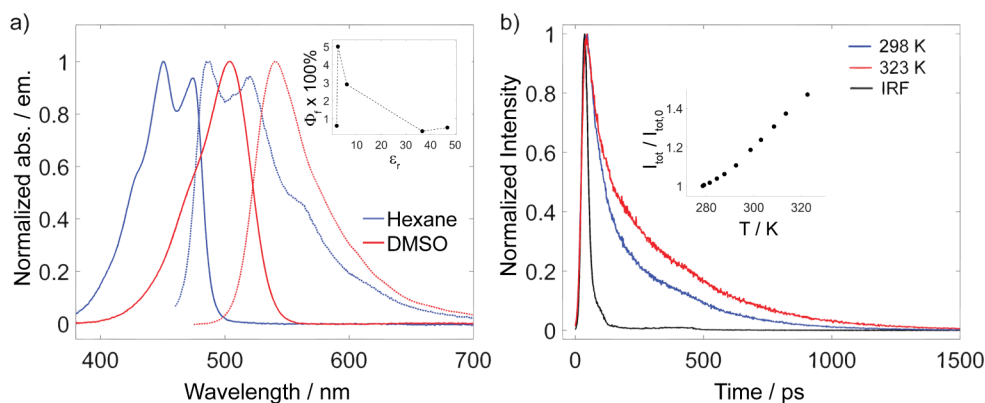 a)
Normalized abs. / em.
1
0.8
0.6
0.4
0.2
0
400
500
600
700
Wavelength / nm
Hexane
DMSO
Φf x 100%
5
4
3
2
1
10 20 30 40 50
εr
b)
Normalized Intensity
1
0.8
0.6
0.4
0.2
0
0
500
1000
1500
Time / ps
298 K
323 K
IRF
Itot / Itot,0
1.4
1.2
1
280
300
320
T / K